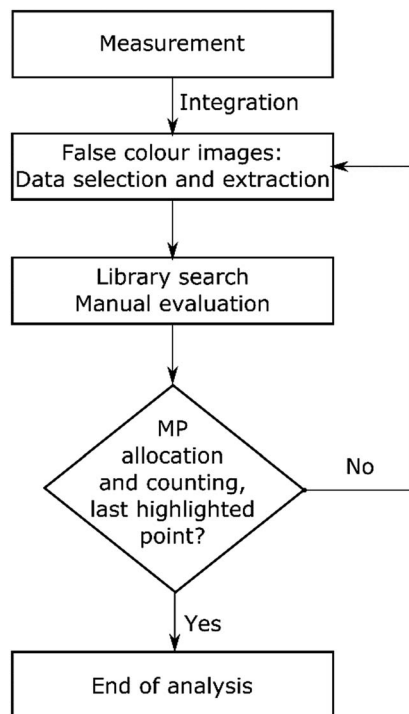 Measurement
Integration
False colour images:
Data selection and extraction
Library search
Manual evaluation
MP
allocation
and counting,
last highlighted
point?
No
Yes
End of analysis